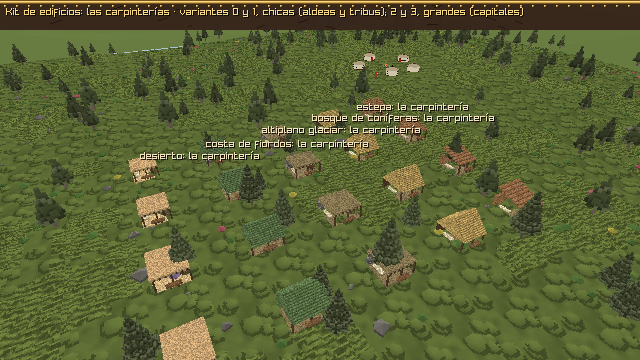 Kit de edificios: las carpinterías · variantes 0 y 1, chicas (aldeas y tribus); 2 y 3, grandes (capitales)
estepa: la carpintería
bosque de coníferas: la carpintería
altiplano glaciar: la carpintería
costa de fiordos: la carpintería
desierto: la carpintería